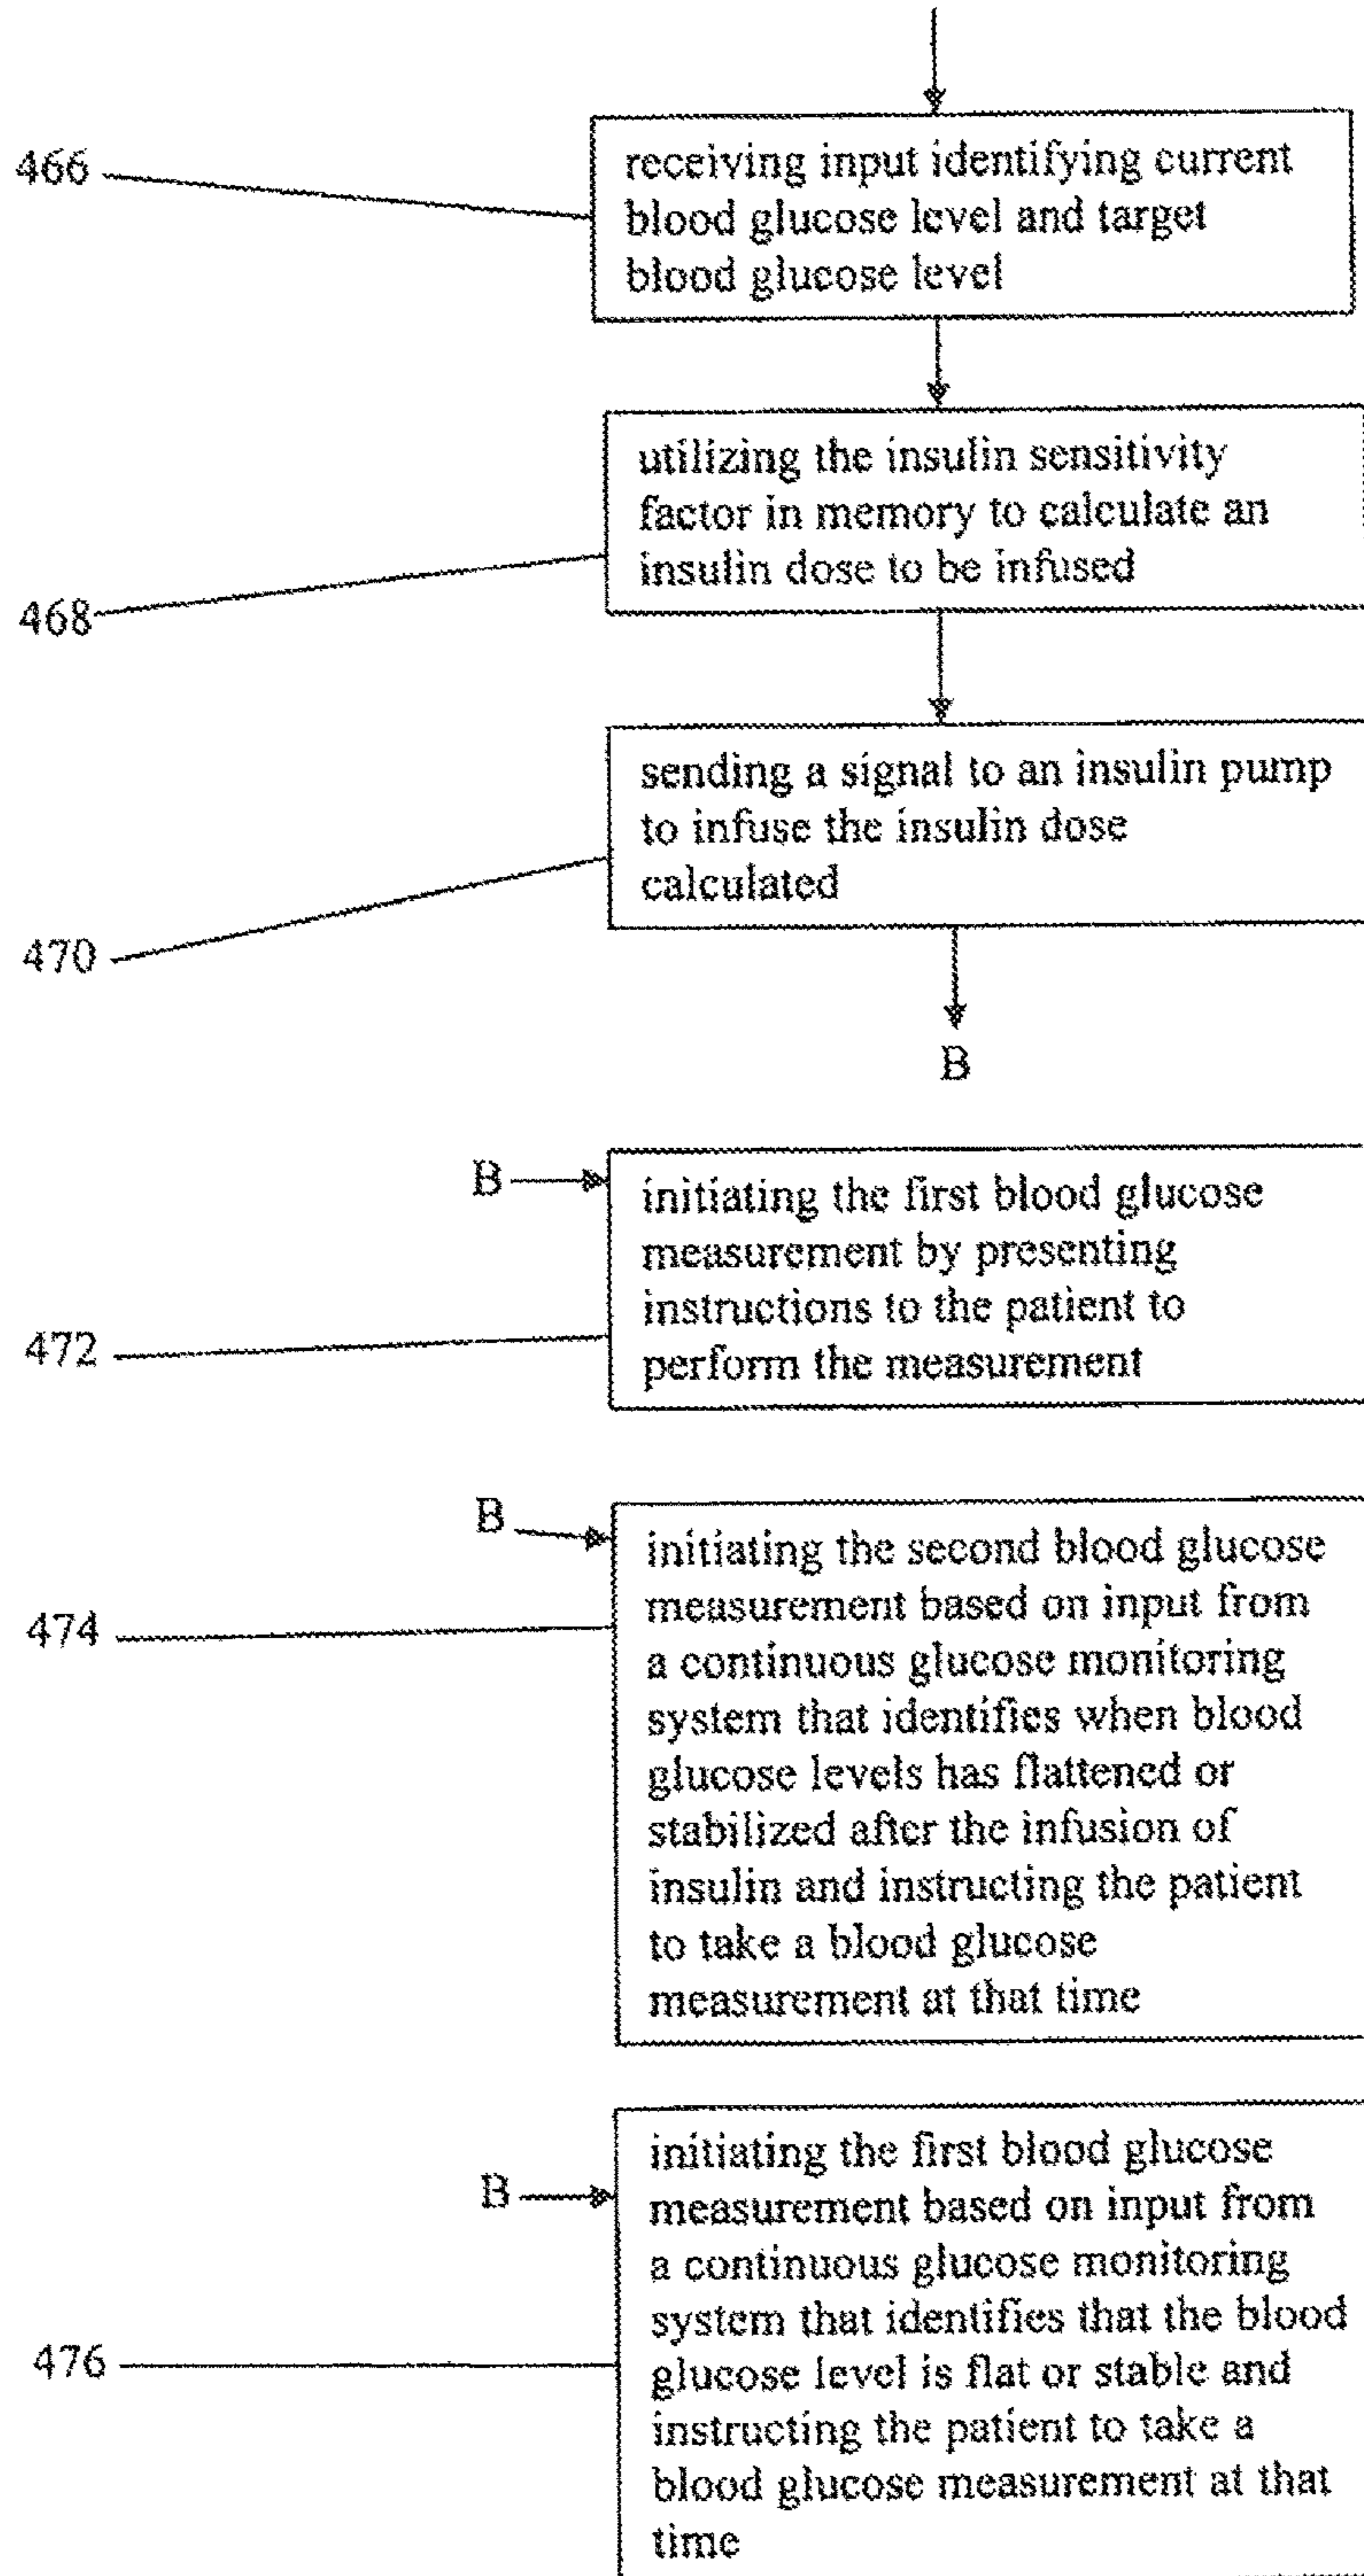 466
receiving input identifying current
blood glucose level and target
blood glucose level
utilizing the insulin sensitivity
factor in memory to calculate an
insulin dose to be infused
468
sending a signal to an insulin pump
to infuse the insulin dose
calculated
470
B
B
initiating the first blood glucose
measurement by presenting
instructions to the patient to
perform the measurement
472
B
initiating the second blood glucose
measurement based on input from
a continuous glucose monitoring
system that identifies when blood
glucose levels has flattened or
stabilized after the infusion of
insulin and instructing the patient
to take a blood glucose
measurement at that time
474
B
initiating the first blood glucose
measurement based on input from
a continuous glucose monitoring
system that identifies that the blood
glucose level is flat or stable and
instructing the patient to take a
blood glucose measurement at that
time
476